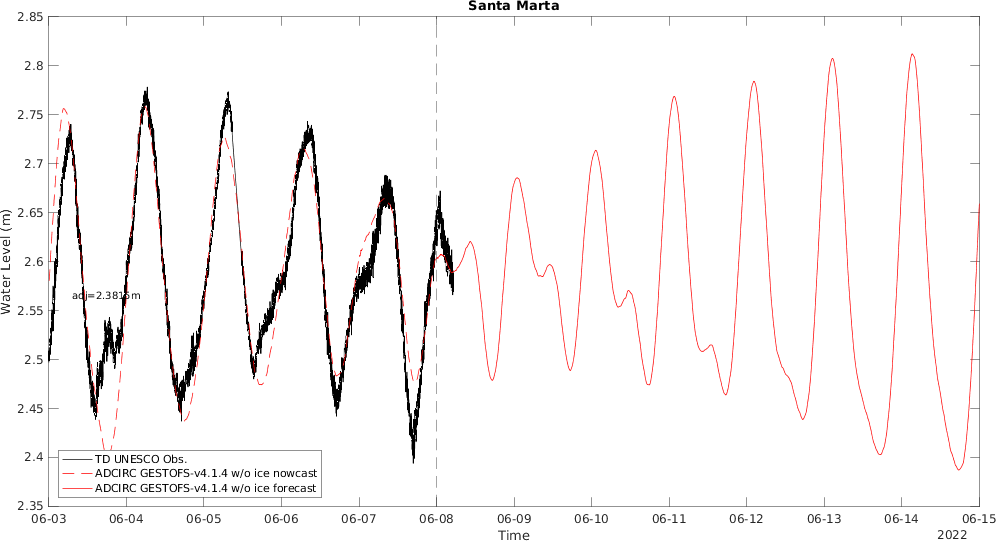 Santa Marta
2.85
2.8
2.75
2.7
2.65
2.6
2.55
2.5
2.45
2.4
2.35
Water Level (m)
adj=2.3815m
TD UNESCO Obs.
ADCIRC GESTOFS-v4.1.4 w/o ice nowcast
ADCIRC GESTOFS-v4.1.4 w/o ice forecast
06-03 06-04 06-05 06-06 06-07 06-08 06-09 06-10 06-11 06-12 06-13 06-14 06-15
Time
2022